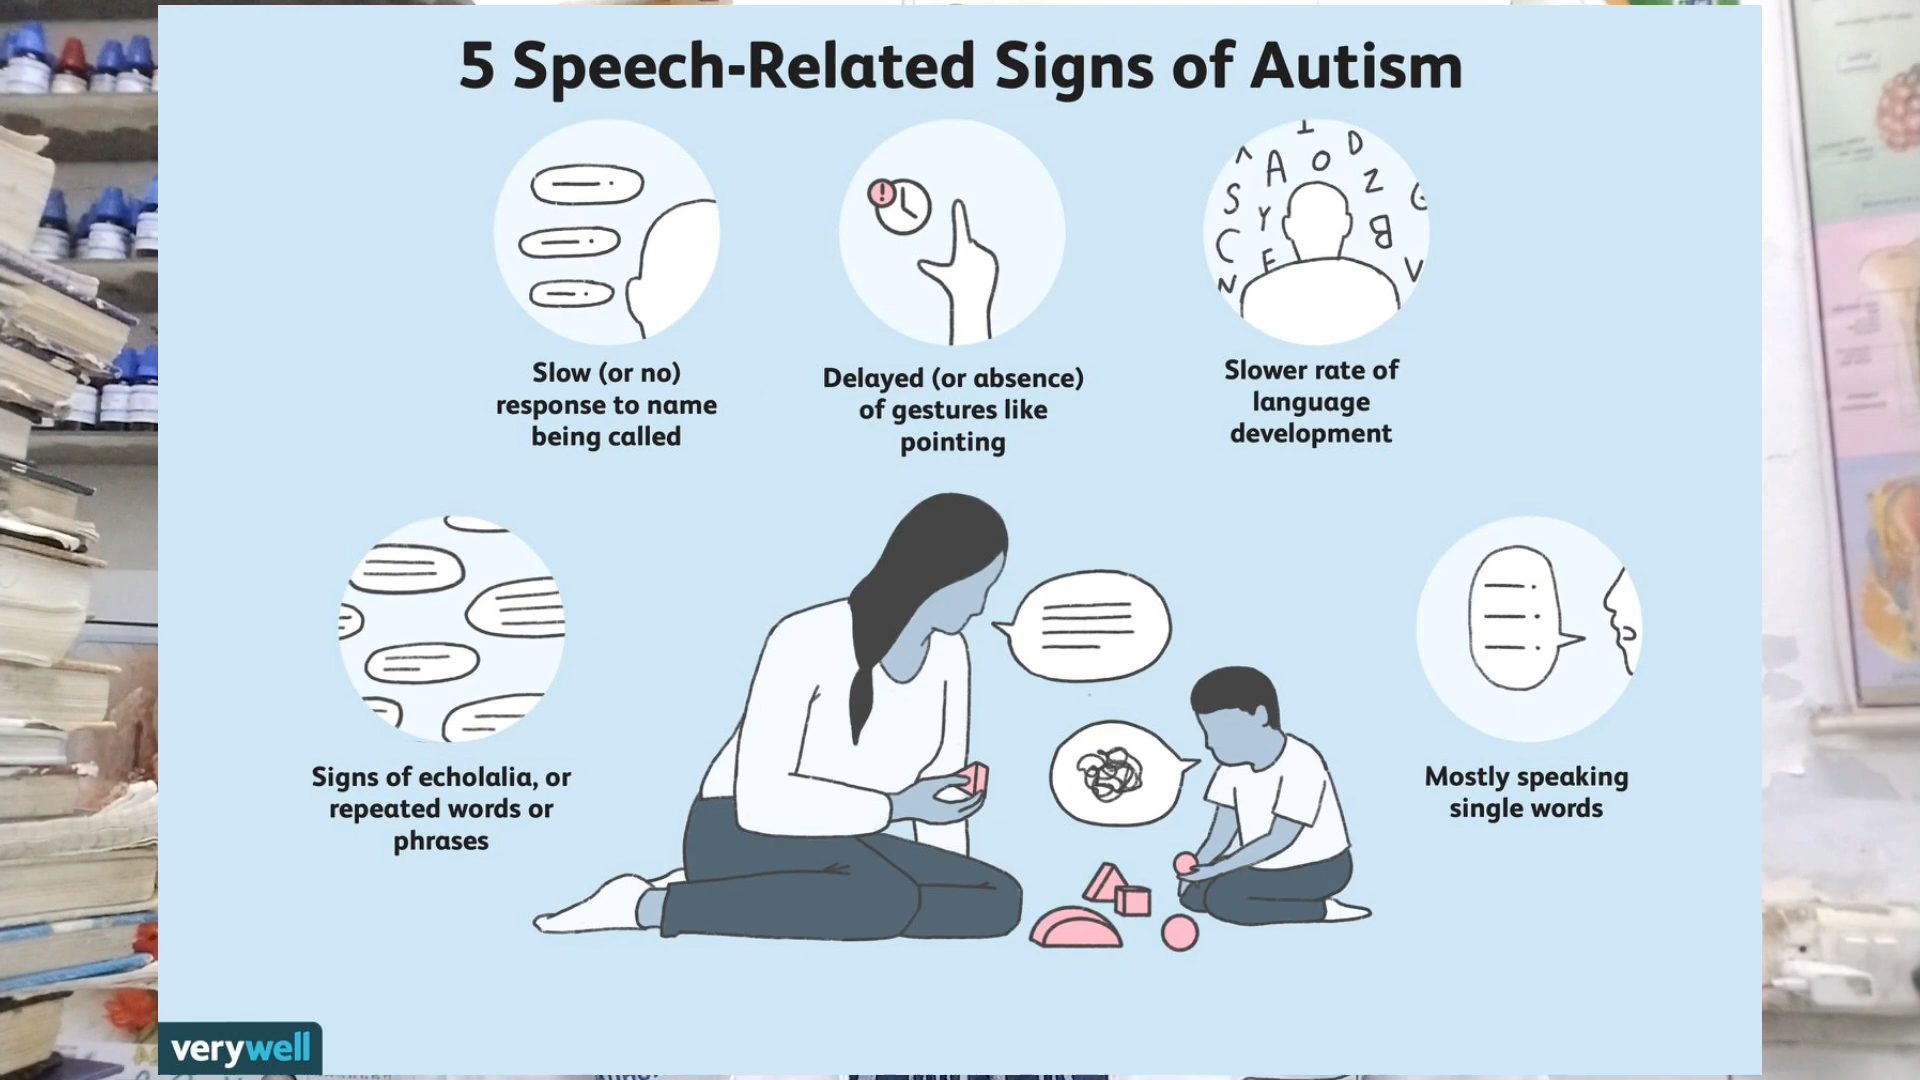 5 Speech-Related Signs of Autism
Slow (or no)
response to name
being called
Delayed (or absence)
of gestures like
pointing
Slower rate of
language
development
Signs of echolalia, or
repeated words or
phrases
Mostly speaking
single words
verywell